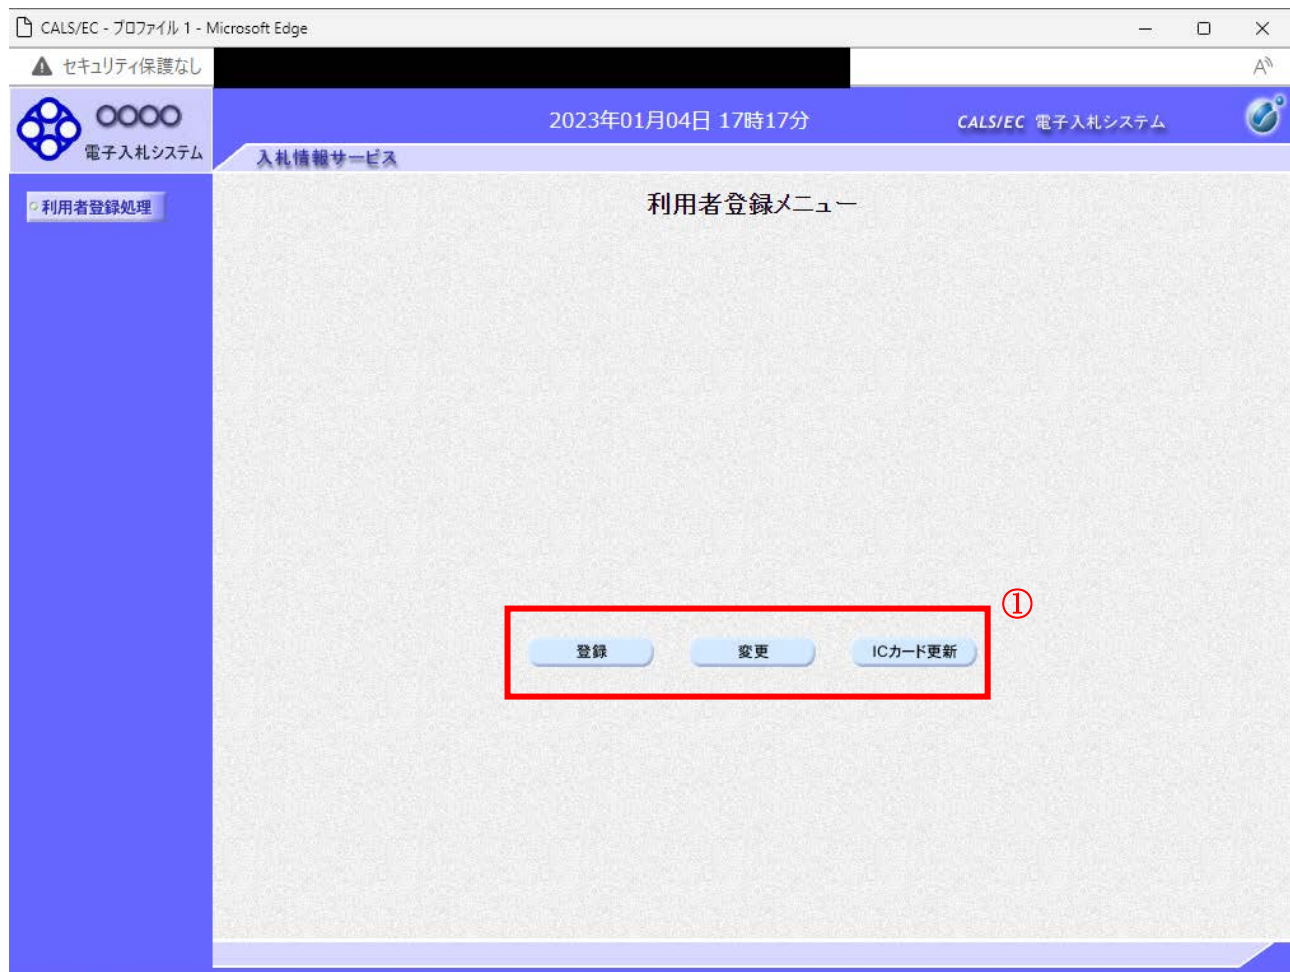 CALS/EC - プロファイル 1 - Microsoft Edge
セキュリティ保護なし
〇〇〇〇
電子入札システム
2023年01月04日 17時17分
CALS/EC 電子入札システム
入札情報サービス
利用者登録処理
利用者登録メニュー
①
登録
変更
ICカード更新